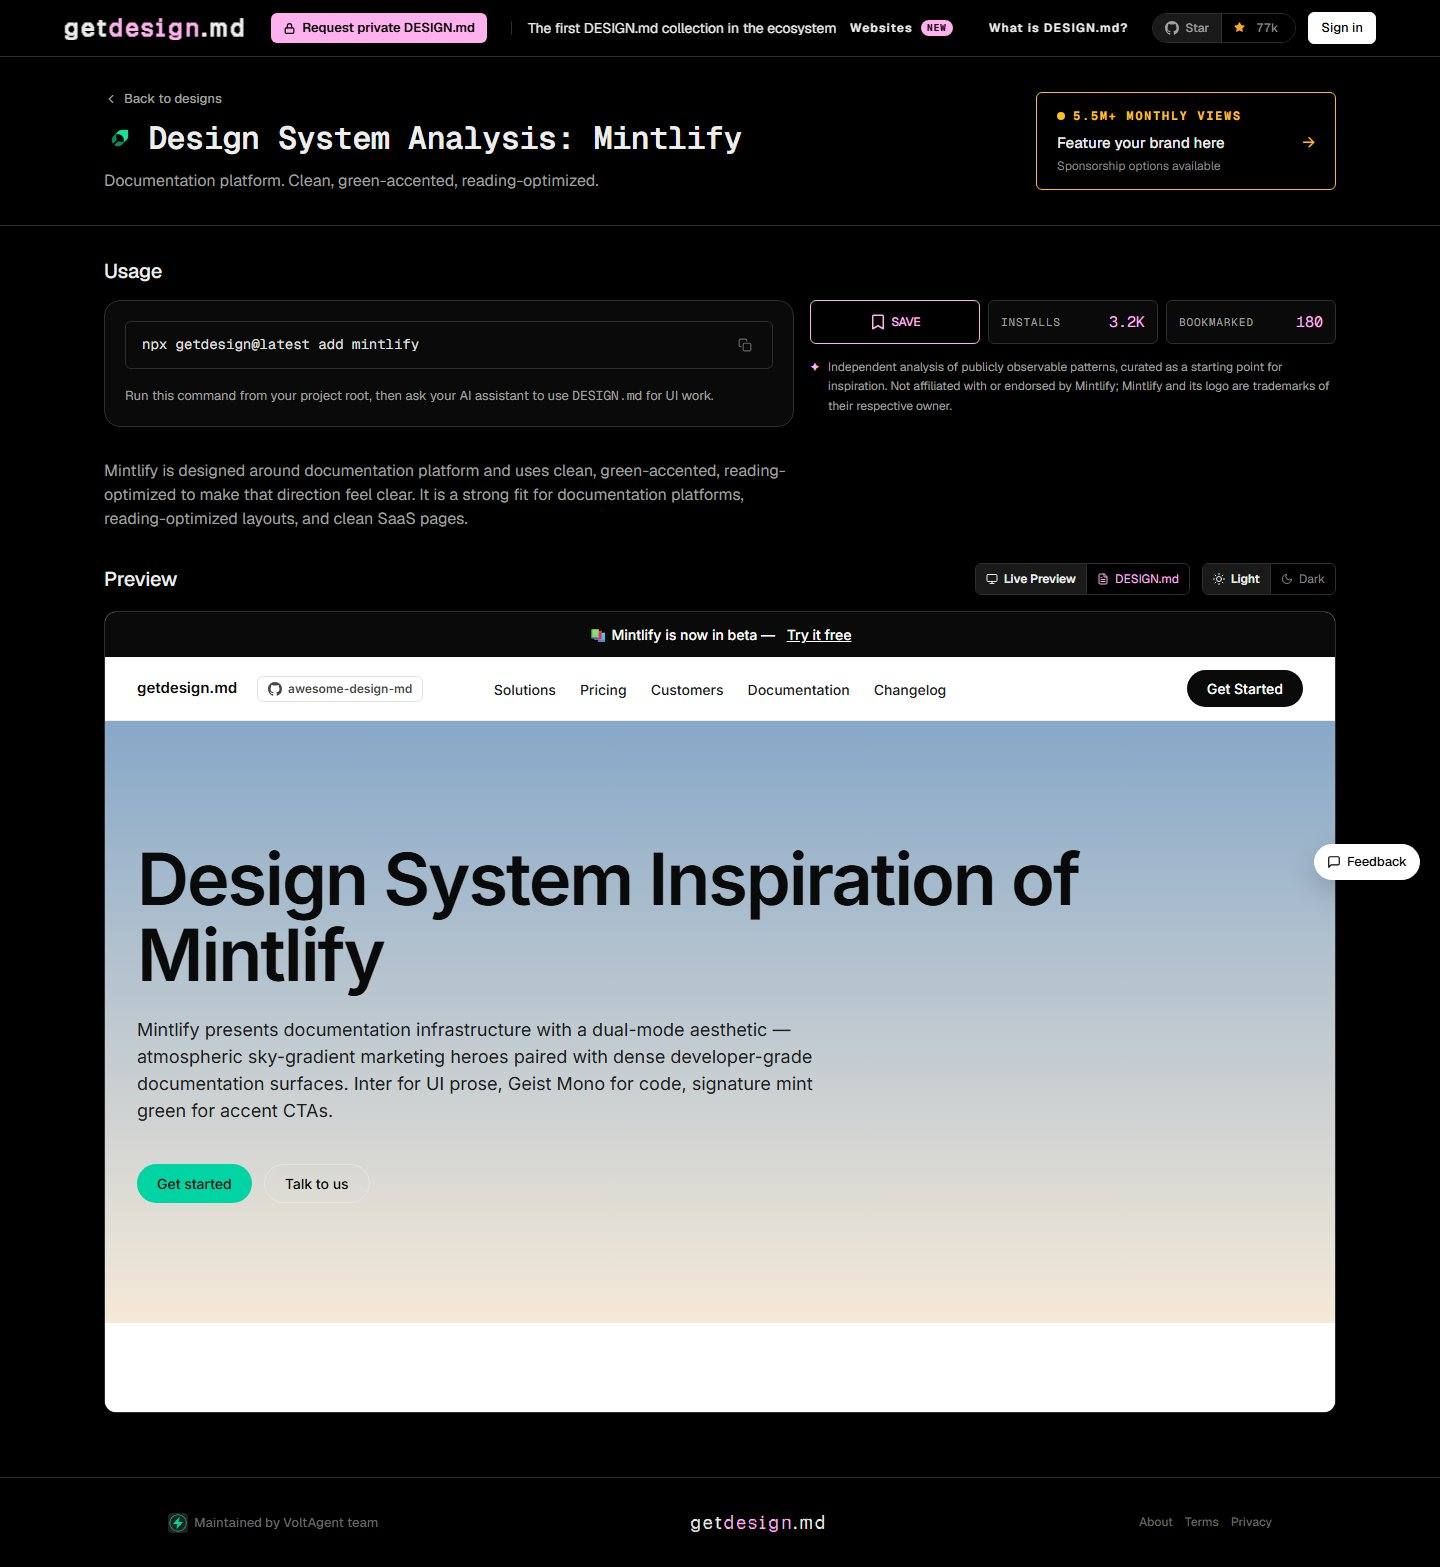 getdesign.md
Request private DESIGN.md
The first DESIGN.md collection in the ecosystem
Websites NEW
What is DESIGN.md?
Star
77k
Sign in
Back to designs
Design System Analysis: Mintlify
Documentation platform. Clean, green-accented, reading-optimized.
5.5M+ MONTHLY VIEWS
Feature your brand here
Sponsorship options available
Usage
npx getdesign@latest add mintlify
Run this command from your project root, then ask your AI assistant to use DESIGN.md for UI work.
SAVE
INSTALLS 3.2K
BOOKMARKED 180
Independent analysis of publicly observable patterns, curated as a starting point for
inspiration. Not affiliated with or endorsed by Mintlify; Mintlify and its logo are trademarks of
their respective owner.
Mintlify is designed around documentation platform and uses clean, green-accented, reading-
optimized to make that direction feel clear. It is a strong fit for documentation platforms,
reading-optimized layouts, and clean SaaS pages.
Preview
Live Preview
DESIGN.md
Light
Dark
Mintlify is now in beta — Try it free
getdesign.md
awesome-design-md
Solutions
Pricing
Customers
Documentation
Changelog
Get Started
Design System Inspiration of
Mintlify
Mintlify presents documentation infrastructure with a dual-mode aesthetic —
atmospheric sky-gradient marketing heroes paired with dense developer-grade
documentation surfaces. Inter for UI prose, Geist Mono for code, signature mint
green for accent CTAs.
Get started
Talk to us
Feedback
Maintained by VoltAgent team
getdesign.md
About
Terms
Privacy